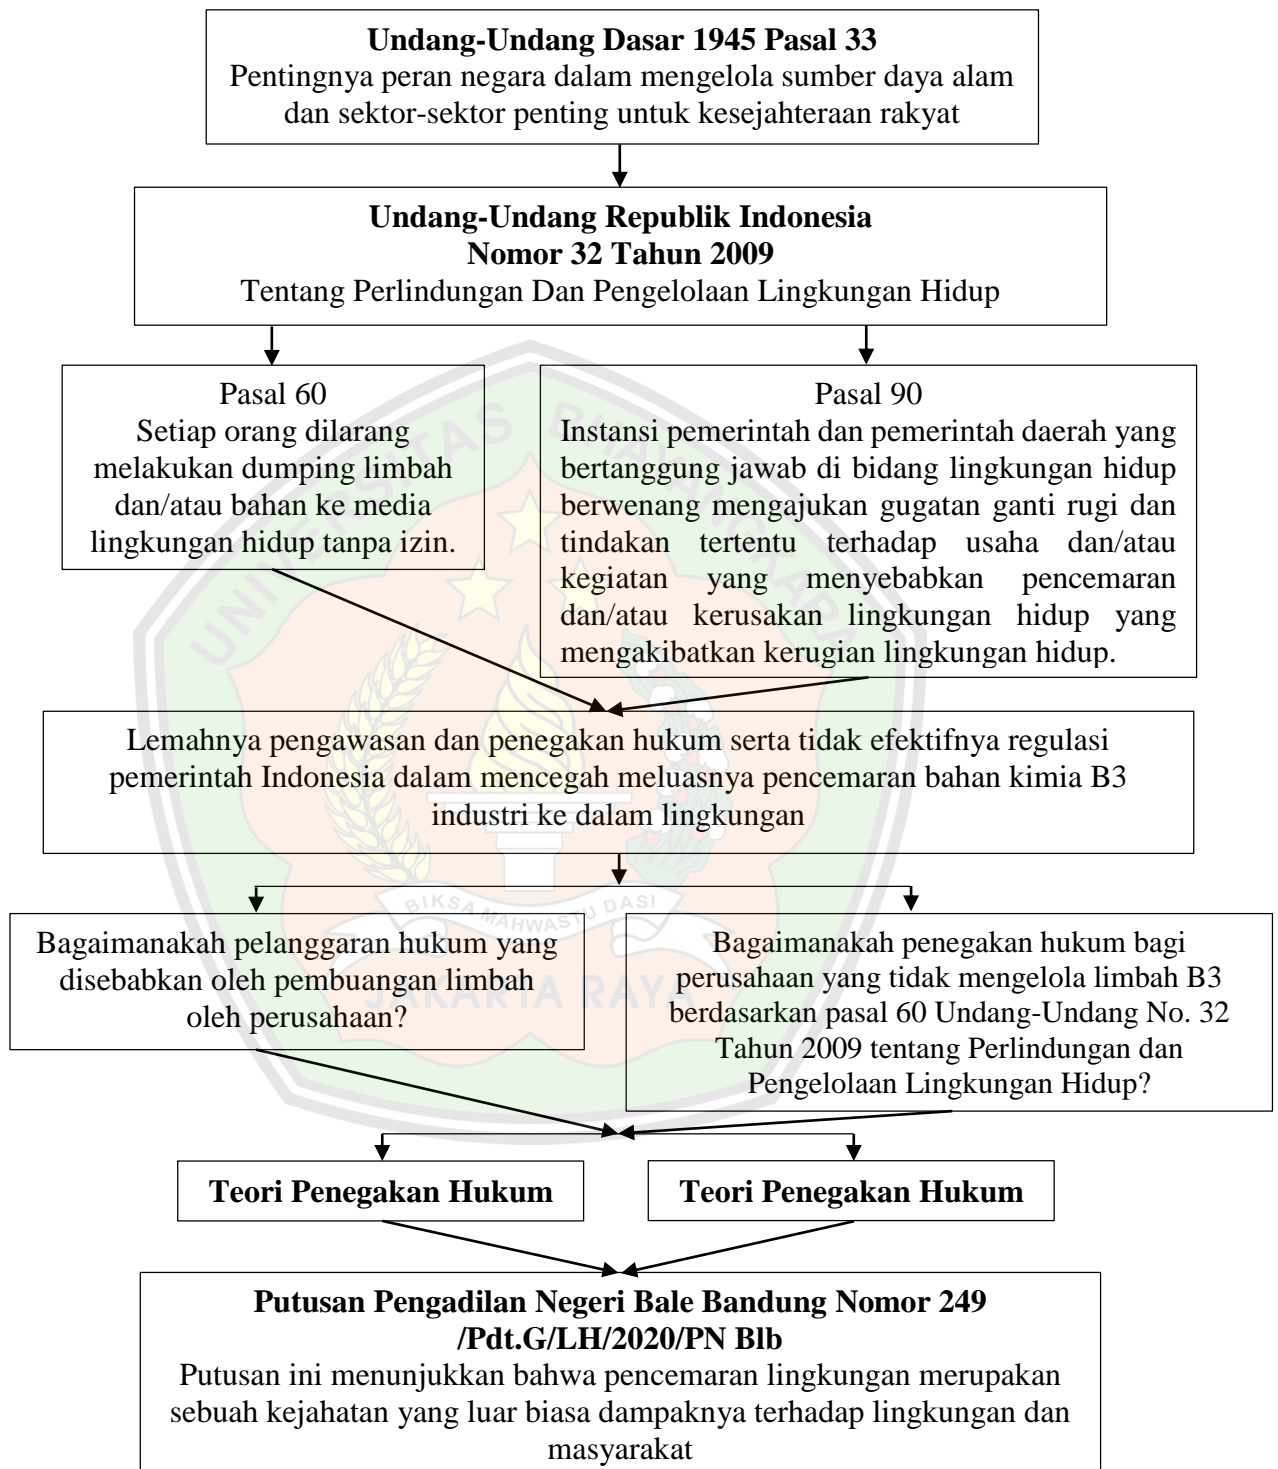 Undang-Undang Dasar 1945 Pasal 33
Pentingnya peran negara dalam mengelola sumber daya alam
dan sektor-sektor penting untuk kesejahteraan rakyat
Undang-Undang Republik Indonesia
Nomor 32 Tahun 2009
Tentang Perlindungan Dan Pengelolaan Lingkungan Hidup
Pasal 60
Setiap orang dilarang
melakukan dumping limbah
dan/atau bahan ke media
lingkungan hidup tanpa izin.
Pasal 90
Instansi pemerintah dan pemerintah daerah yang
bertanggung jawab di bidang lingkungan hidup
berwenang mengajukan gugatan ganti rugi dan
tindakan tertentu terhadap usaha dan/atau
kegiatan yang menyebabkan pencemaran
dan/atau kerusakan lingkungan hidup yang
mengakibatkan kerugian lingkungan hidup.
UNIVERSITAS BHAYANGKARA
Lemahnya pengawasan dan penegakan hukum serta tidak efektifnya regulasi
pemerintah Indonesia dalam mencegah meluasnya pencemaran bahan kimia B3
industri ke dalam lingkungan
BIKSA MAHWASTU DASI
JAKARTA RAYA
Bagaimanakah pelanggaran hukum yang
disebabkan oleh pembuangan limbah
oleh perusahaan?
Bagaimanakah penegakan hukum bagi
perusahaan yang tidak mengelola limbah B3
berdasarkan pasal 60 Undang-Undang No. 32
Tahun 2009 tentang Perlindungan dan
Pengelolaan Lingkungan Hidup?
Teori Penegakan Hukum
Teori Penegakan Hukum
Putusan Pengadilan Negeri Bale Bandung Nomor 249
/Pdt.G/LH/2020/PN Blb
Putusan ini menunjukkan bahwa pencemaran lingkungan merupakan
sebuah kejahatan yang luar biasa dampaknya terhadap lingkungan dan
masyarakat